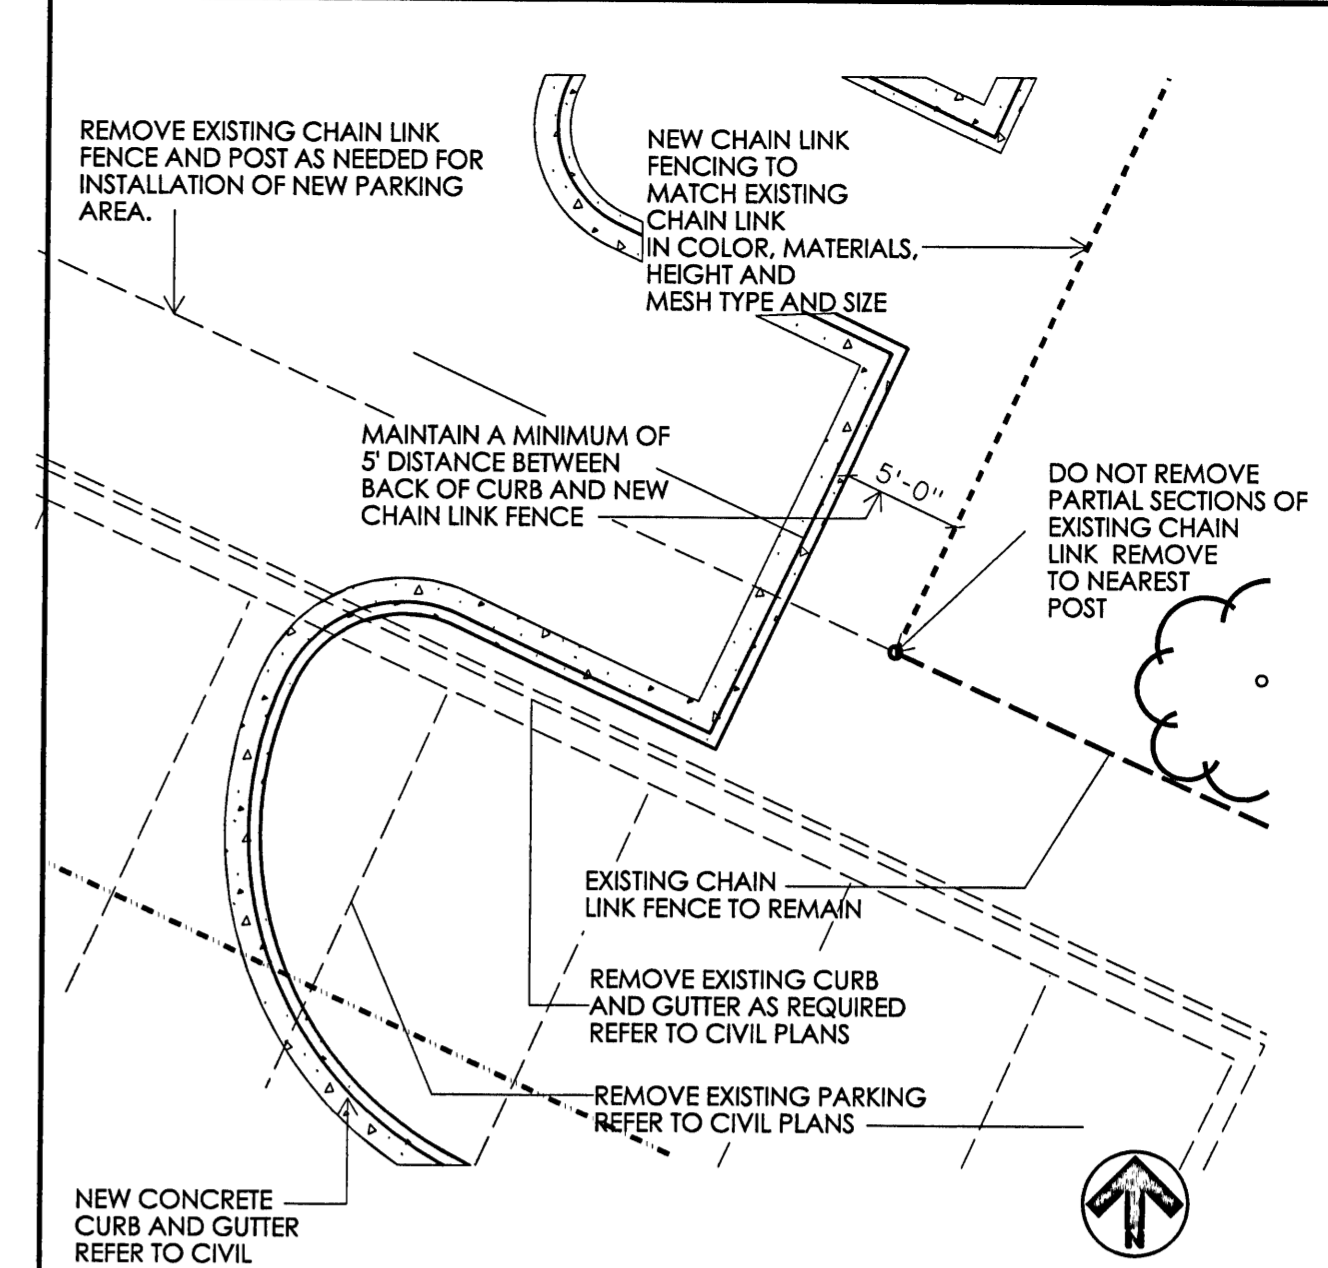 REMOVE EXISTING CHAIN LINK
FENCE AND POST AS NEEDED FOR
INSTALLATION OF NEW PARKING
AREA.
NEW CHAIN LINK
FENCING TO
MATCH EXISTING
CHAIN LINK
IN COLOR, MATERIALS,
HEIGHT AND
MESH TYPE AND SIZE
MAINTAIN A MINIMUM OF
5' DISTANCE BETWEEN
BACK OF CURB AND NEW
CHAIN LINK FENCE
5'-0"
DO NOT REMOVE
PARTIAL SECTIONS OF
EXISTING CHAIN
LINK REMOVE
TO NEAREST
POST
EXISTING CHAIN
LINK FENCE TO REMAIN
REMOVE EXISTING CURB
AND GUTTER AS REQUIRED
REFER TO CIVIL PLANS
REMOVE EXISTING PARKING
REFER TO CIVIL PLANS
NEW CONCRETE
CURB AND GUTTER
REFER TO CIVIL
N